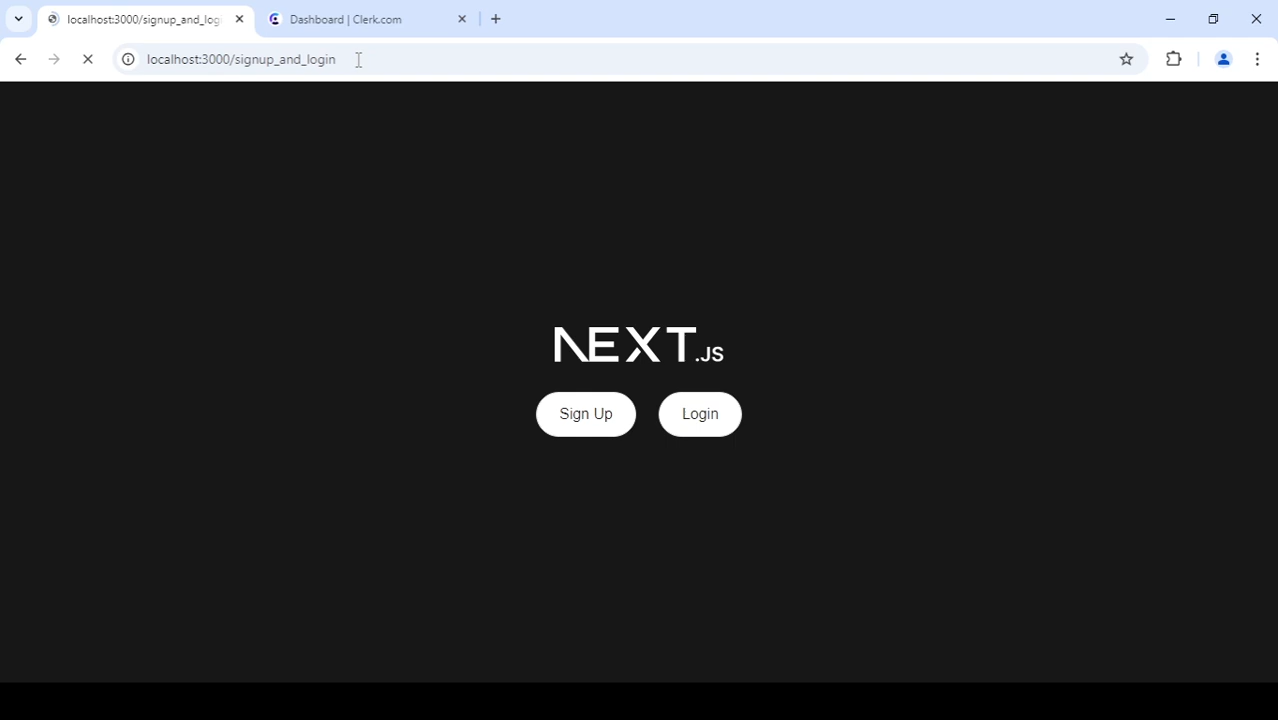 localhost:3000/signup_and_log
Dashboard | Clerk.com
localhost:3000/signup_and_login
NEXT.JS
Sign Up
Login